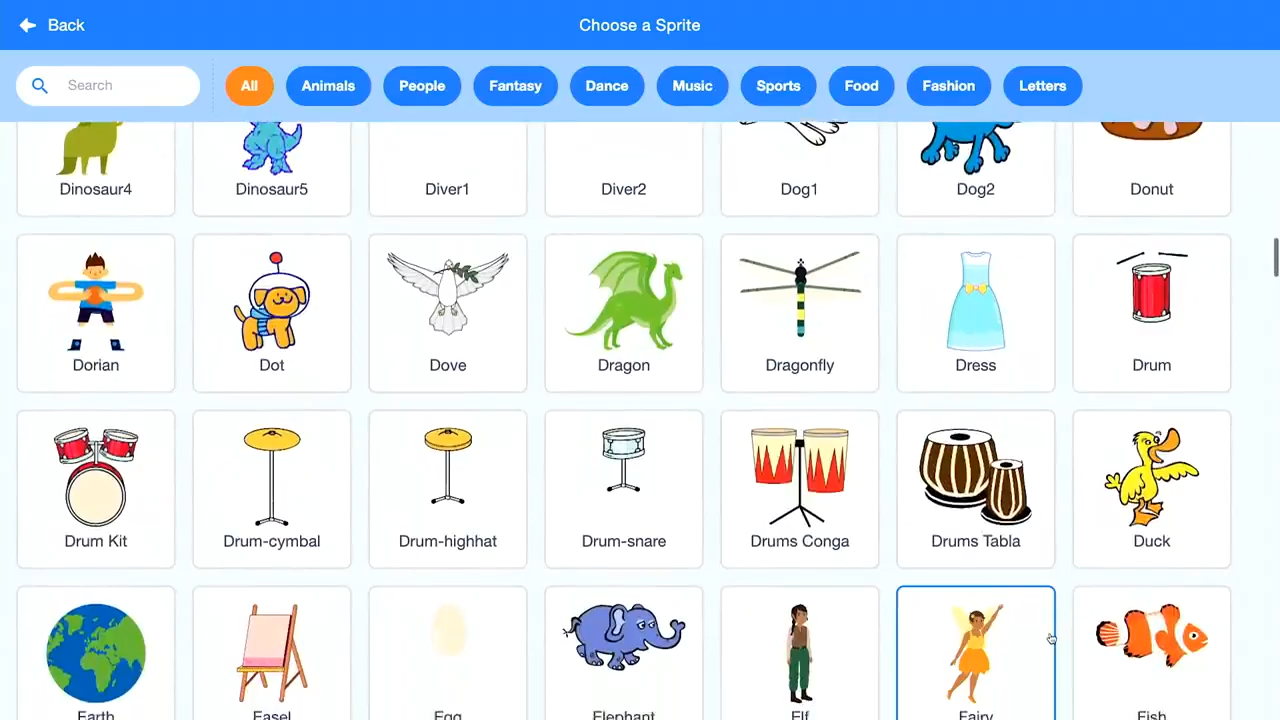 Back
Choose a Sprite
Search
All
Animals
People
Fantasy
Dance
Music
Sports
Food
Fashion
Letters
Dinosaur4
Dinosaur5
Diver1
Diver2
Dog1
Dog2
Donut
Dorian
Dot
Dove
Dragon
Dragonfly
Dress
Drum
Drum Kit
Drum-cymbal
Drum-highhat
Drum-snare
Drums Conga
Drums Tabla
Duck
Earth
Easel
Egg
Elephant
Elf
Fairy
Fish